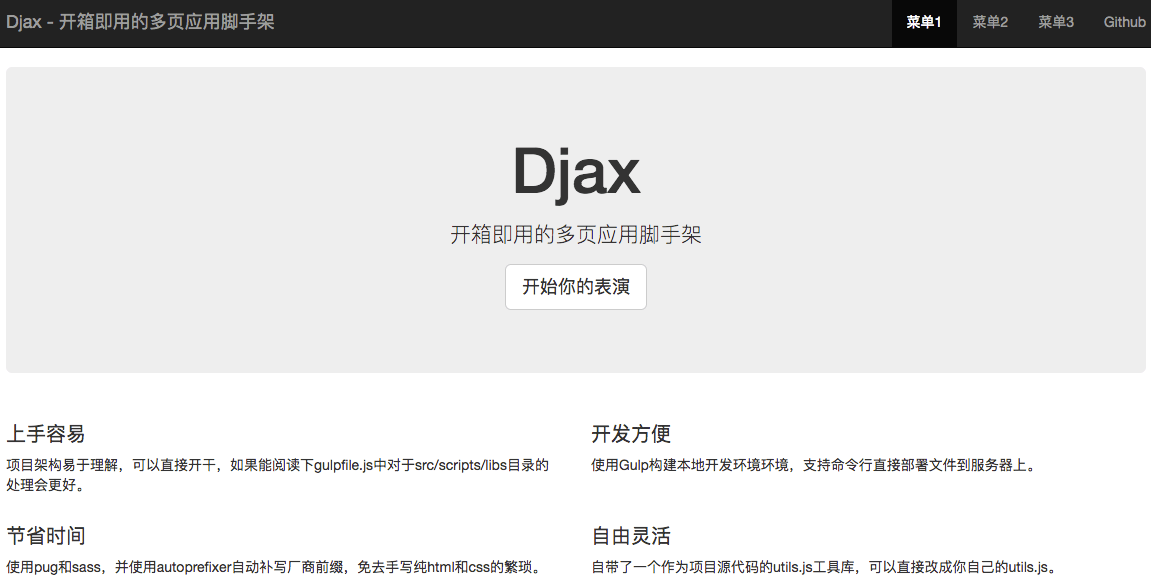 Djax - 开箱即用的多页应用脚手架
菜单1
菜单2
菜单3
Github
Djax
开箱即用的多页应用脚手架
开始你的表演
上手容易
项目架构易于理解，可以直接开干，如果能阅读下gulpfile.js中对于src/scripts/libs目录的
处理会更好。
开发方便
使用Gulp构建本地开发环境环境，支持命令行直接部署文件到服务器上。
节省时间
使用pug和sass，并使用autoprefixer自动补写厂商前缀，免去手写纯html和css的繁琐。
自由灵活
自带了一个作为项目源代码的utils.js工具库，可以直接改成你自己的utils.js。